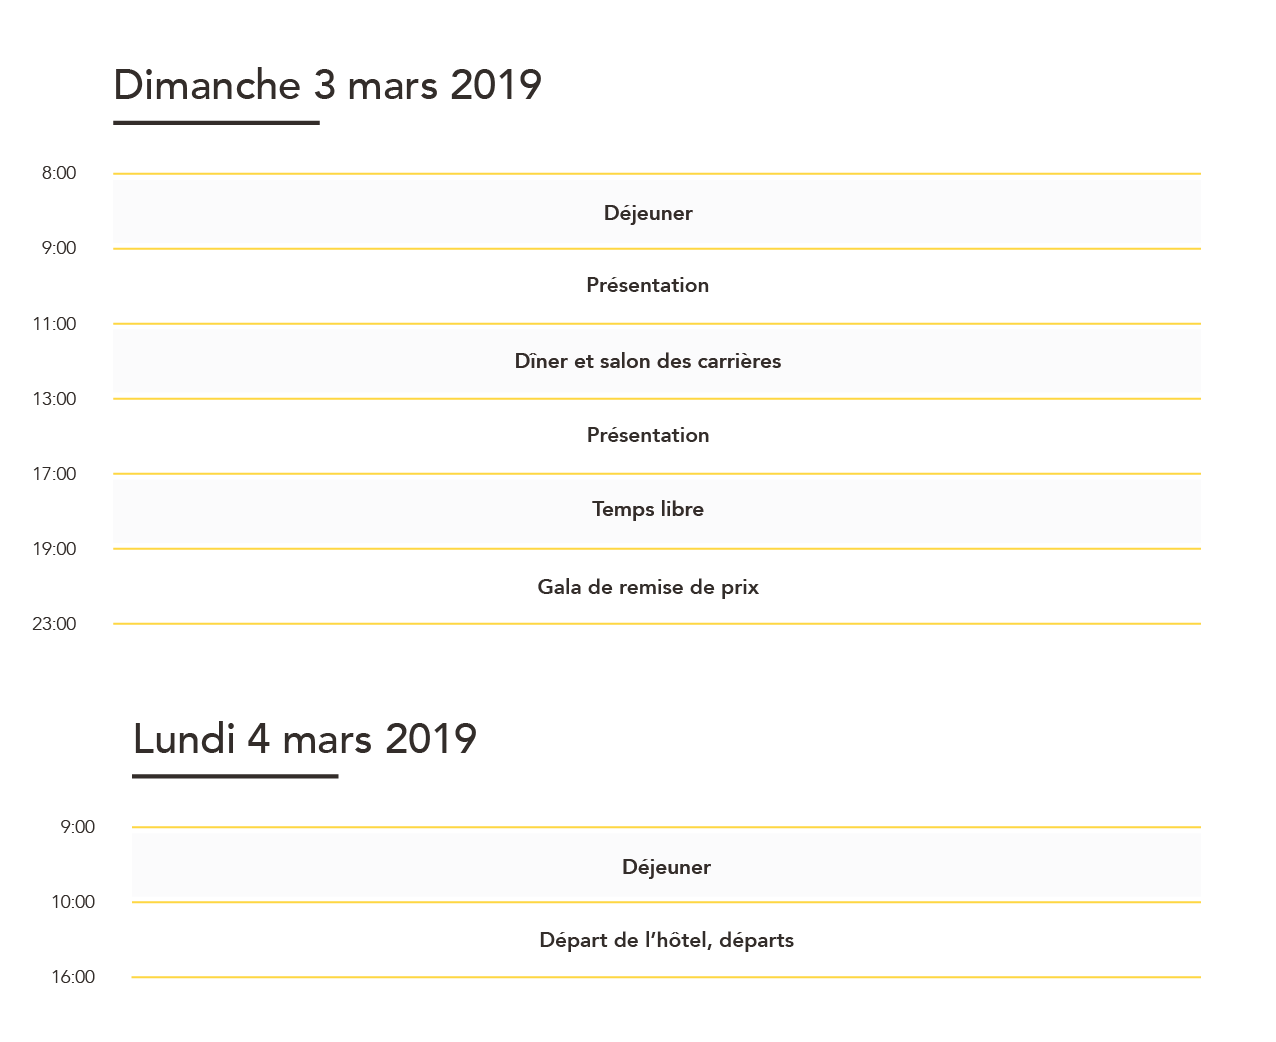 Dimanche 3 mars 2019
8:00
Déjeuner
9:00
Présentation
11:00
Dîner et salon des carrières
13:00
Présentation
17:00
Temps libre
19:00
Gala de remise de prix
23:00
Lundi 4 mars 2019
9:00
Déjeuner
10:00
Départ de l’hôtel, départs
16:00